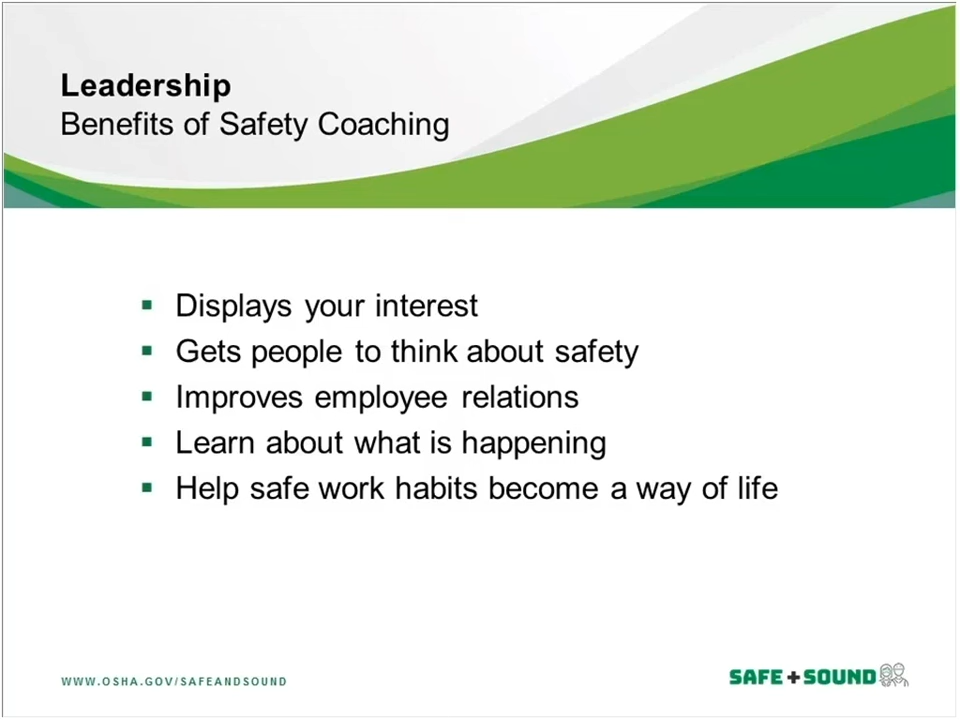 Leadership
Benefits of Safety Coaching
▪ Displays your interest
▪ Gets people to think about safety
▪ Improves employee relations
▪ Learn about what is happening
▪ Help safe work habits become a way of life
WWW.OSHA.GOV/SAFEANDSOUND
SAFE + SOUND